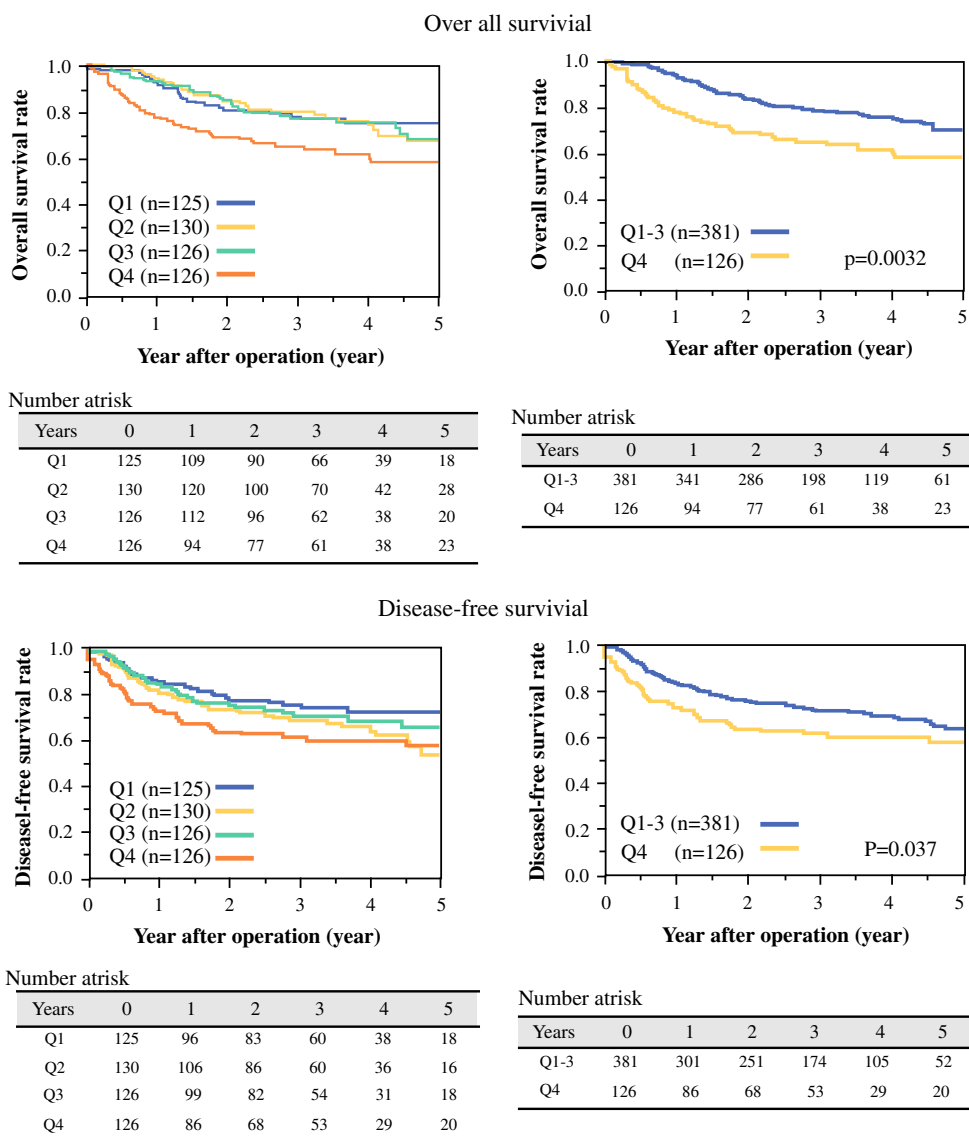 Over all survivial
1.0
0.8
0.6
0.4
0.2
0.0
Overall survival rate
Q1 (n=125)
Q2 (n=130)
Q3 (n=126)
Q4 (n=126)
0 1 2 3 4 5
Year after operation (year)
1.0
0.8
0.6
0.4
0.2
0.0
Overall survival rate
Q1-3 (n=381)
Q4 (n=126)
p=0.0032
0 1 2 3 4 5
Year after operation (year)
Number atrisk
Years 0 1 2 3 4 5
Q1 125 109 90 66 39 18
Q2 130 120 100 70 42 28
Q3 126 112 96 62 38 20
Q4 126 94 77 61 38 23
Number atrisk
Years 0 1 2 3 4 5
Q1-3 381 341 286 198 119 61
Q4 126 94 77 61 38 23
Disease-free survivial
1.0
0.8
0.6
0.4
0.2
0.0
Diseasel-free survival rate
Q1 (n=125)
Q2 (n=130)
Q3 (n=126)
Q4 (n=126)
0 1 2 3 4 5
Year after operation (year)
1.0
0.8
0.6
0.4
0.2
0.0
Diseasel-free survival rate
Q1-3 (n=381)
Q4 (n=126)
P=0.037
0 1 2 3 4 5
Year after operation (year)
Number atrisk
Years 0 1 2 3 4 5
Q1 125 96 83 60 38 18
Q2 130 106 86 60 36 16
Q3 126 99 82 54 31 18
Q4 126 86 68 53 29 20
Number atrisk
Years 0 1 2 3 4 5
Q1-3 381 301 251 174 105 52
Q4 126 86 68 53 29 20